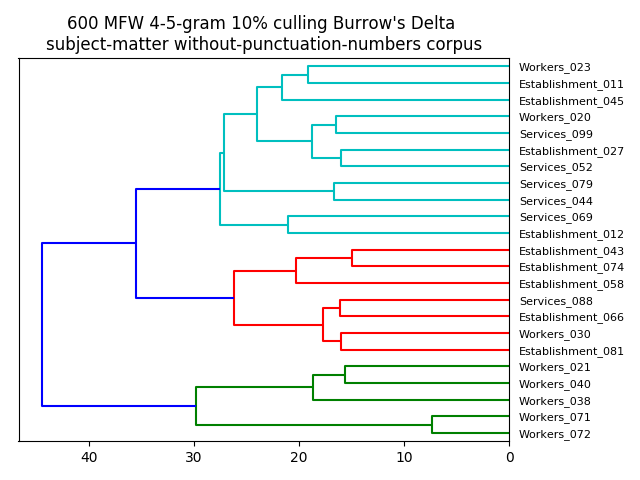 600 MFW 4-5-gram 10% culling Burrow's Delta
subject-matter without-punctuation-numbers corpus
Workers_023
Establishment_011
Establishment_045
Workers_020
Services_099
Establishment_027
Services_052
Services_079
Services_044
Services_069
Establishment_012
Establishment_043
Establishment_074
Establishment_058
Services_088
Establishment_066
Workers_030
Establishment_081
Workers_021
Workers_040
Workers_038
Workers_071
Workers_072
40 30 20 10 0